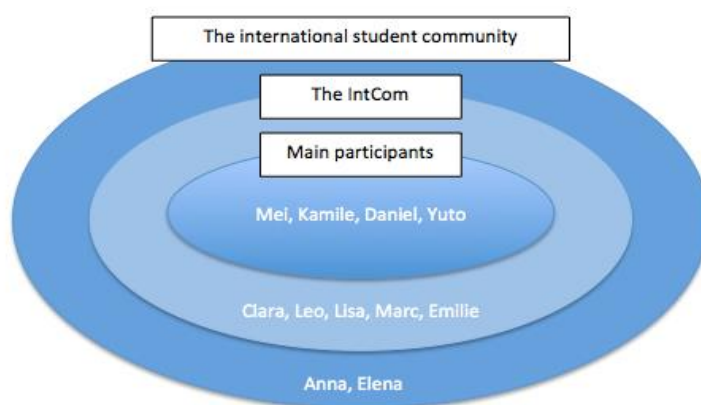 The international student community
The IntCom
Main participants
Mei, Kamile, Daniel, Yuto
Clara, Leo, Lisa, Marc, Emilie
Anna, Elena